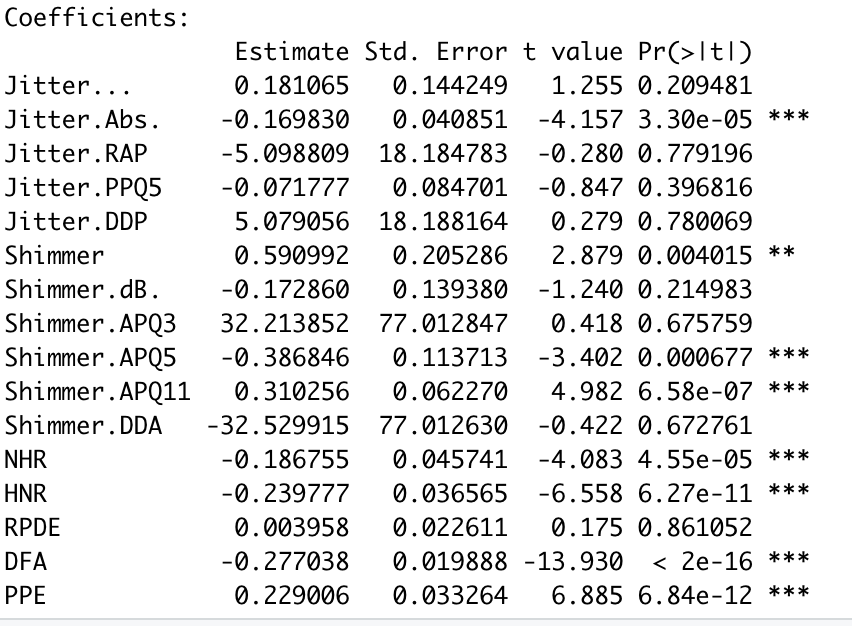 Coefficients:
Estimate Std. Error t value Pr(>|t|)
Jitter... 0.181065 0.144249 1.255 0.209481
Jitter.Abs. -0.169830 0.040851 -4.157 3.30e-05 ***
Jitter.RAP -5.098809 18.184783 -0.280 0.779196
Jitter.PPQ5 -0.071777 0.084701 -0.847 0.396816
Jitter.DDP 5.079056 18.188164 0.279 0.780069
Shimmer 0.590992 0.205286 2.879 0.004015 **
Shimmer.dB. -0.172860 0.139380 -1.240 0.214983
Shimmer.APQ3 32.213852 77.012847 0.418 0.675759
Shimmer.APQ5 -0.386846 0.113713 -3.402 0.000677 ***
Shimmer.APQ11 0.310256 0.062270 4.982 6.58e-07 ***
Shimmer.DDA -32.529915 77.012630 -0.422 0.672761
NHR -0.186755 0.045741 -4.083 4.55e-05 ***
HNR -0.239777 0.036565 -6.558 6.27e-11 ***
RPDE 0.003958 0.022611 0.175 0.861052
DFA -0.277038 0.019888 -13.930 < 2e-16 ***
PPE 0.229006 0.033264 6.885 6.84e-12 ***